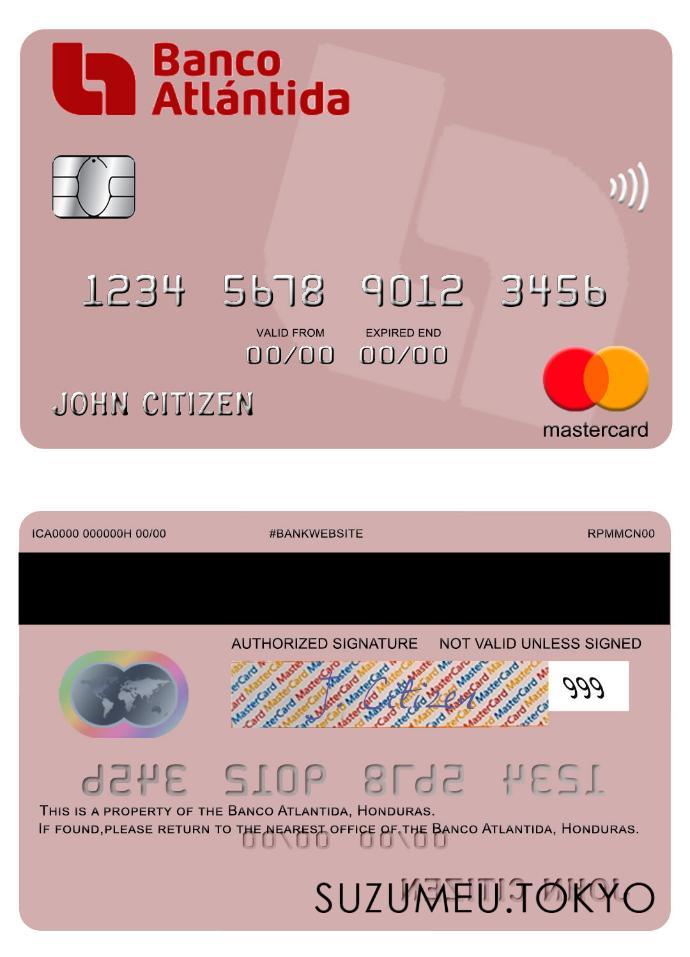 Banco
Atlántida
1234 5678 9012 3456
VALID FROM EXPIRED END
00/00 00/00
JOHN CITIZEN
mastercard
ICA0000 000000H 00/00 #BANKWEBSITE RPMMCN00
AUTHORIZED SIGNATURE NOT VALID UNLESS SIGNED
J. Citizen 999
THIS IS A PROPERTY OF THE BANCO ATLANTIDA, HONDURAS.
IF FOUND,PLEASE RETURN TO THE NEAREST OFFICE OF THE BANCO ATLANTIDA, HONDURAS.
SUZUMEU.TOKYO